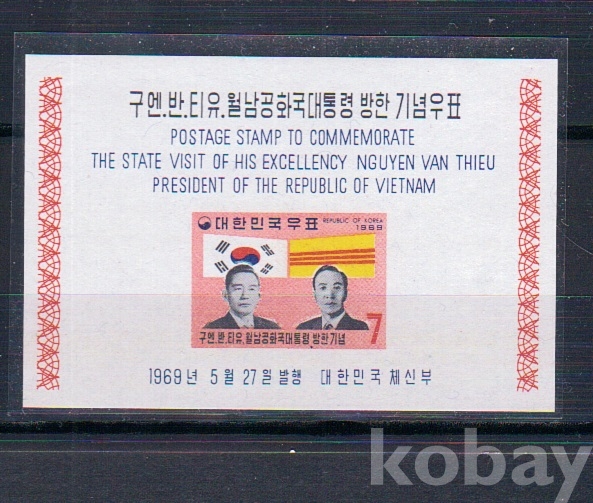 구엔.반.티유.월남공화국대통령 방한 기념우표
POSTAGE STAMP TO COMMEMORATE
THE STATE VISIT OF HIS EXCELLENCY NGUYEN VAN THIEU
PRESIDENT OF THE REPUBLIC OF VIETNAM
대한민국우표 REPUBLIC OF KOREA
1969
7
구엔.반.티유.월남공화국대통령 방한기념
1969년 5월 27일 발행 대한민국 체신부
kobay